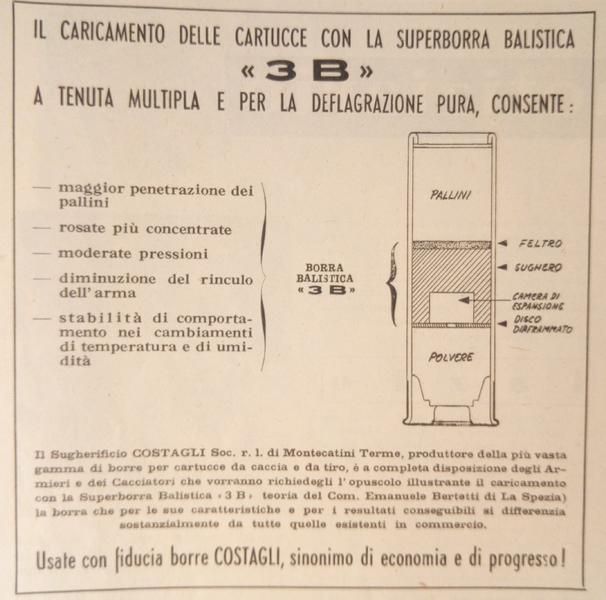 IL CARICAMENTO DELLE CARTUCCE CON LA SUPERBORRA BALISTICA
«3 B»
A TENUTA MULTIPLA E PER LA DEFLAGRAZIONE PURA, CONSENTE:
— maggior penetrazione dei
pallini
— rosate più concentrate
— moderate pressioni
— diminuzione del rinculo
dell'arma
— stabilità di comporta-
mento nei cambiamenti
di temperatura e di umi-
dità
BORRA
BALISTICA
«3 B»
PALLINI
FELTRO
SUGHERO
CAMERA DI
ESPANSIONE
DISCO
DIAFRAMMATO
POLVERE
Il Sugherificio COSTAGLI Soc. r. l. di Montecatini Terme, produttore della più vasta
gamma di borre per cartucce da caccia e da tiro, è a completa disposizione degli Ar-
mieri e dei Cacciatori che vorranno richiedegli l'opuscolo illustrante il caricamento
con la Superborra Balistica «3 B» teoria del Com. Emanuele Bertetti di La Spezia)
la borra che per le sue caratteristiche e per i resultati conseguibili si differenzia
sostanzialmente da tutte quelle esistenti in commercio.
Usate con fiducia borre COSTAGLI, sinonimo di economia e di progresso!